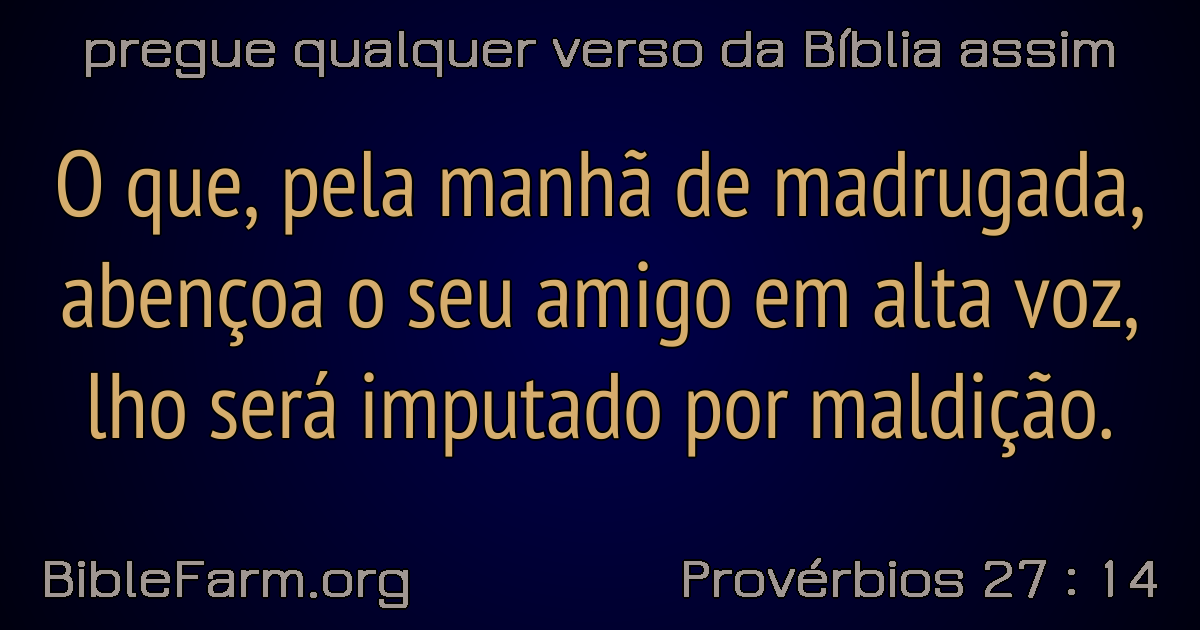 pregue qualquer verso da Bíblia assim
O que, pela manhã de madrugada,
abençoa o seu amigo em alta voz,
lho será imputado por maldição.
BibleFarm.org
Provérbios 27 : 14